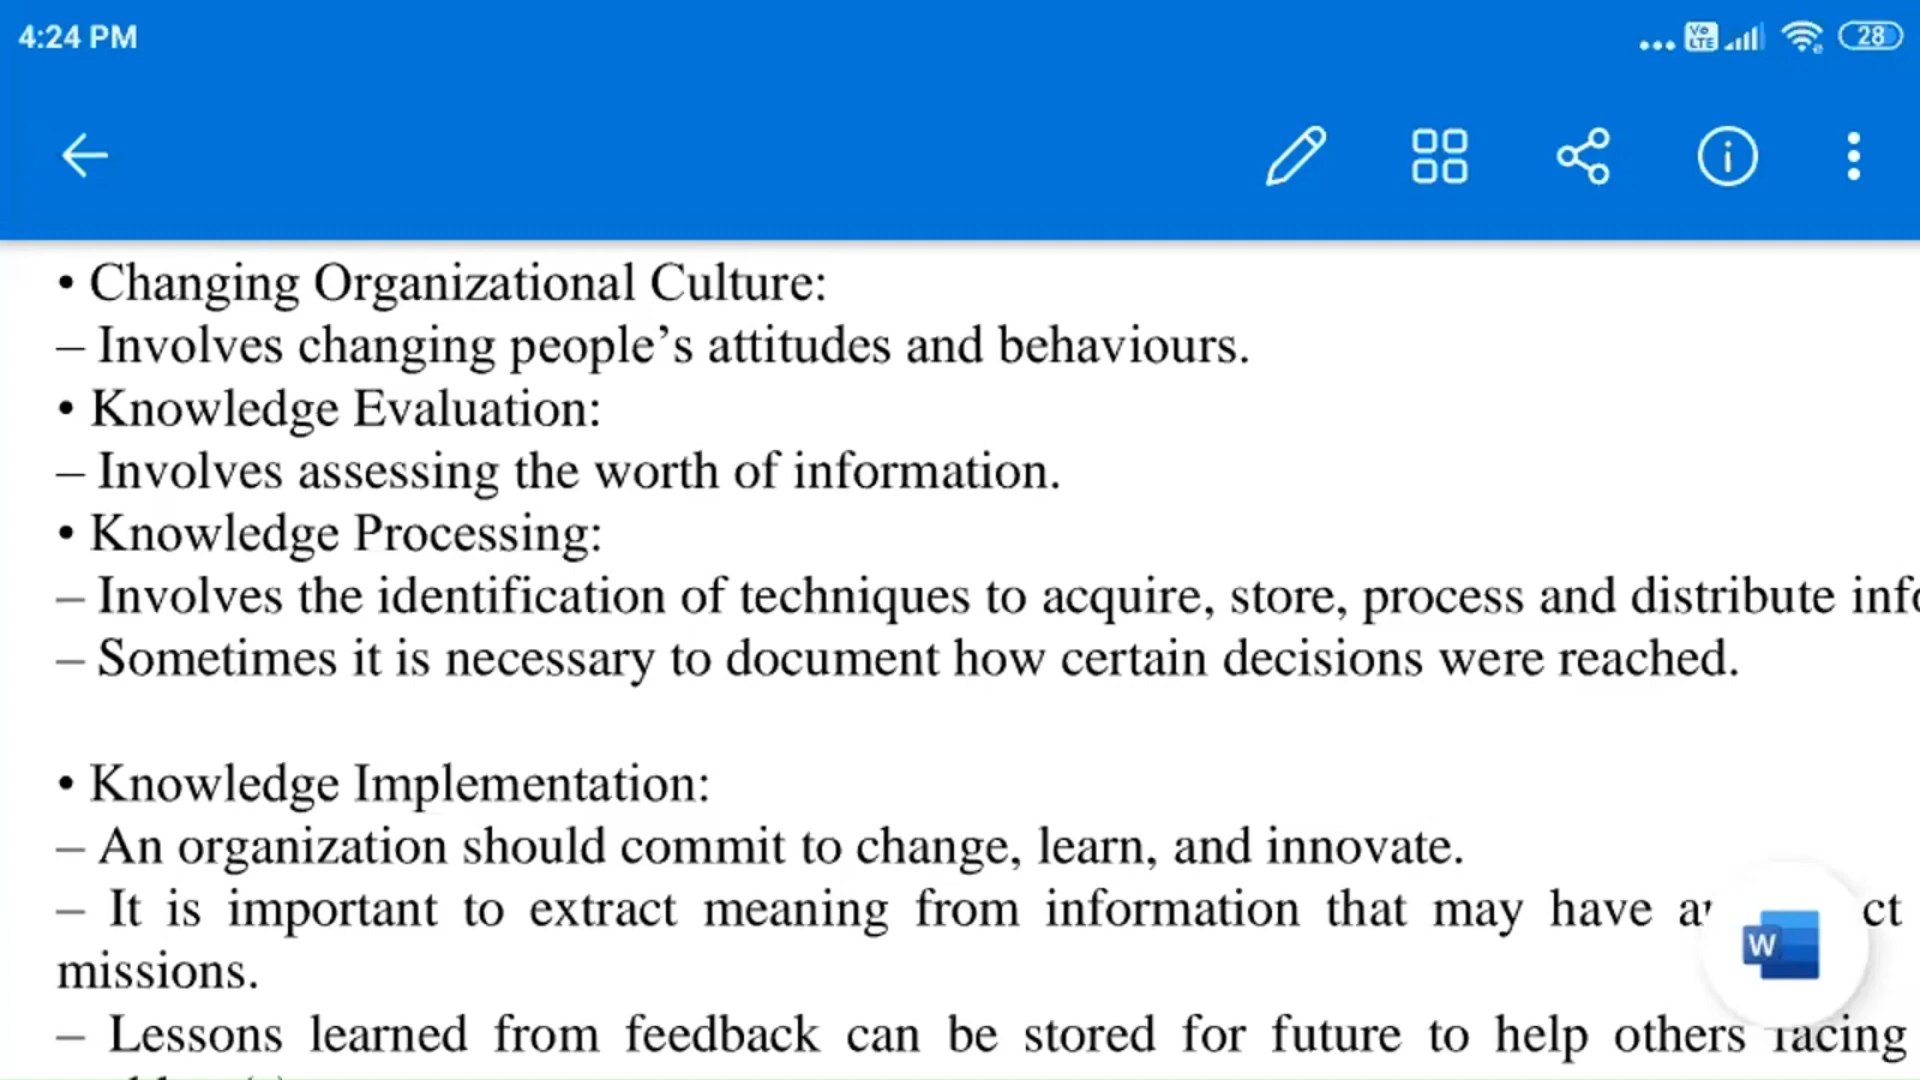 4:24 PM
Vo LTE 28
• Changing Organizational Culture:
– Involves changing people’s attitudes and behaviours.
• Knowledge Evaluation:
– Involves assessing the worth of information.
• Knowledge Processing:
– Involves the identification of techniques to acquire, store, process and distribute
– Sometimes it is necessary to document how certain decisions were reached.
• Knowledge Implementation:
– An organization should commit to change, learn, and innovate.
– It is important to extract meaning from information that may have
missions.
W
– Lessons learned from feedback can be stored for future to help others facing